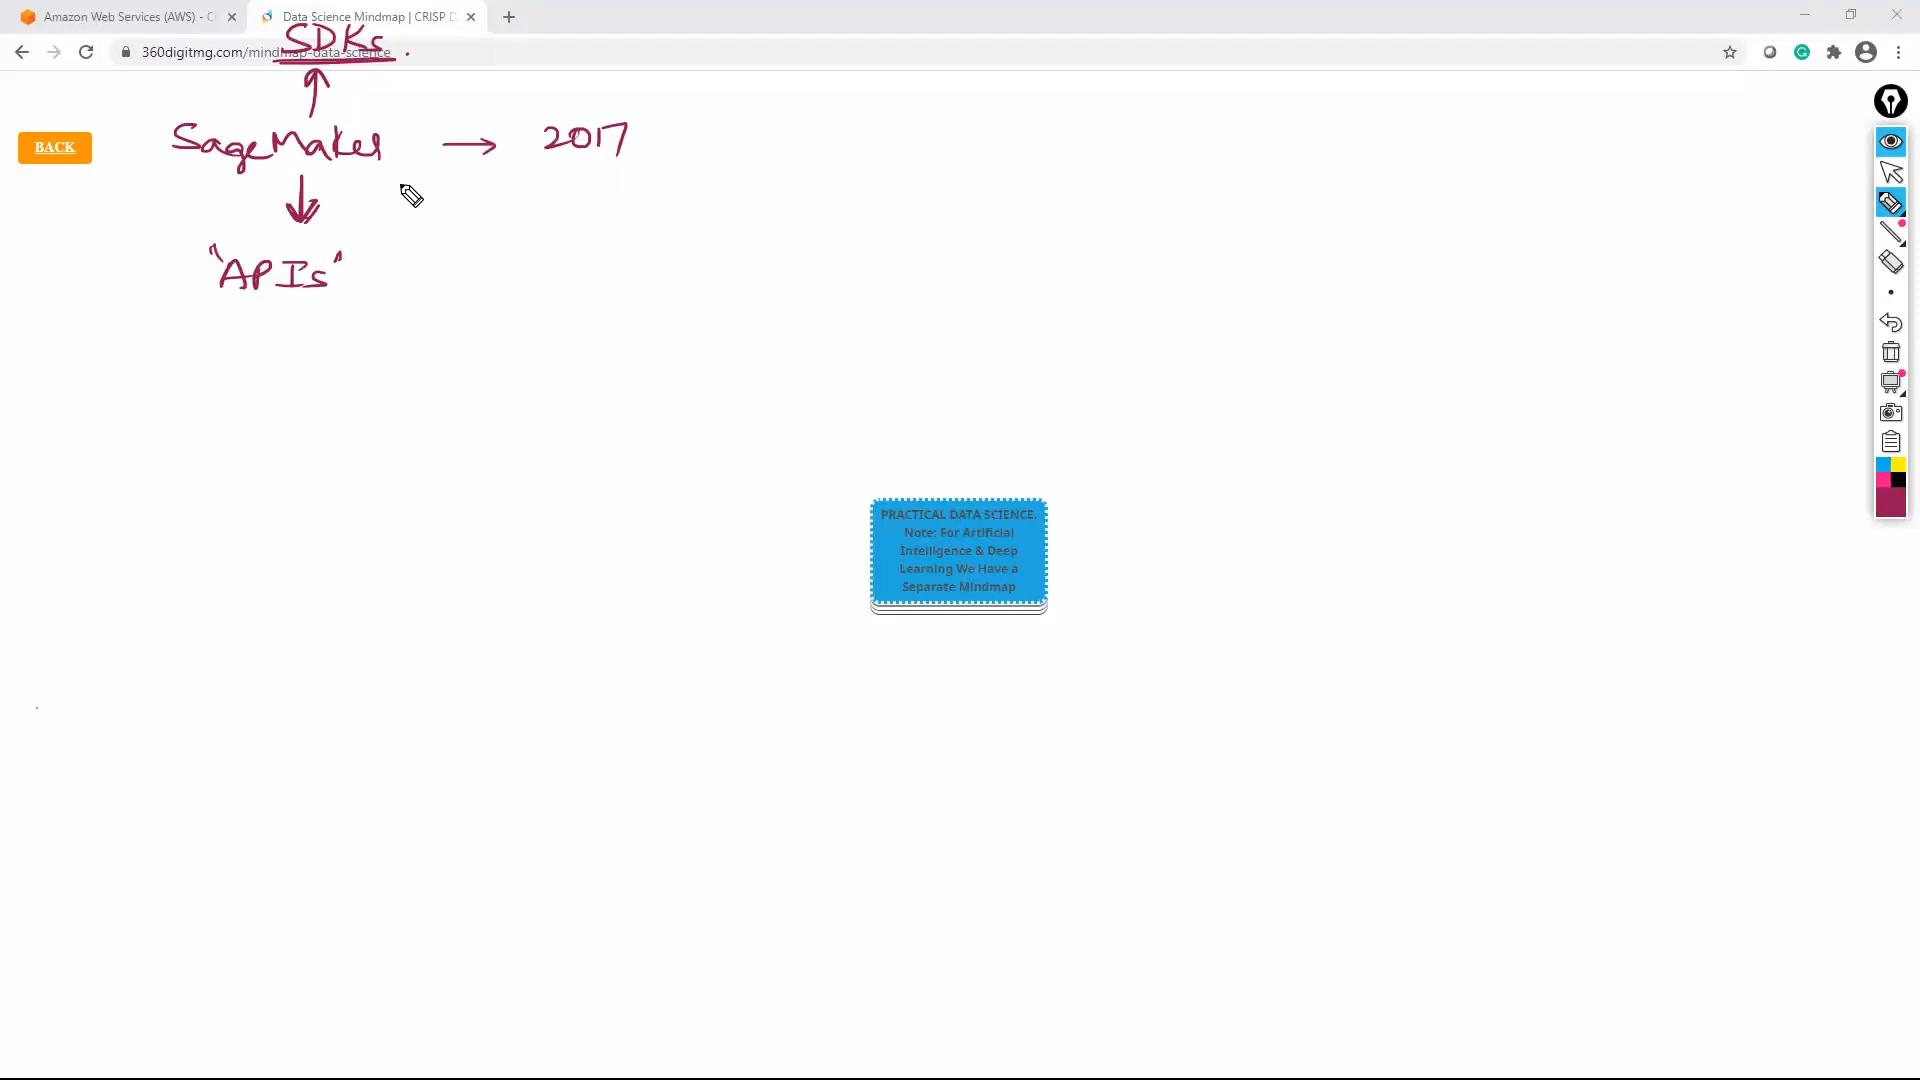 Amazon Web Services (AWS) - C
Data Science Mindmap | CRISP D
360digitmg.com/mindmap-data-science
SDKs.
BACK
SageMaker → 2017
"APIs"
PRACTICAL DATA SCIENCE.
Note: For Artificial
Intelligence & Deep
Learning We Have a
Separate Mindmap